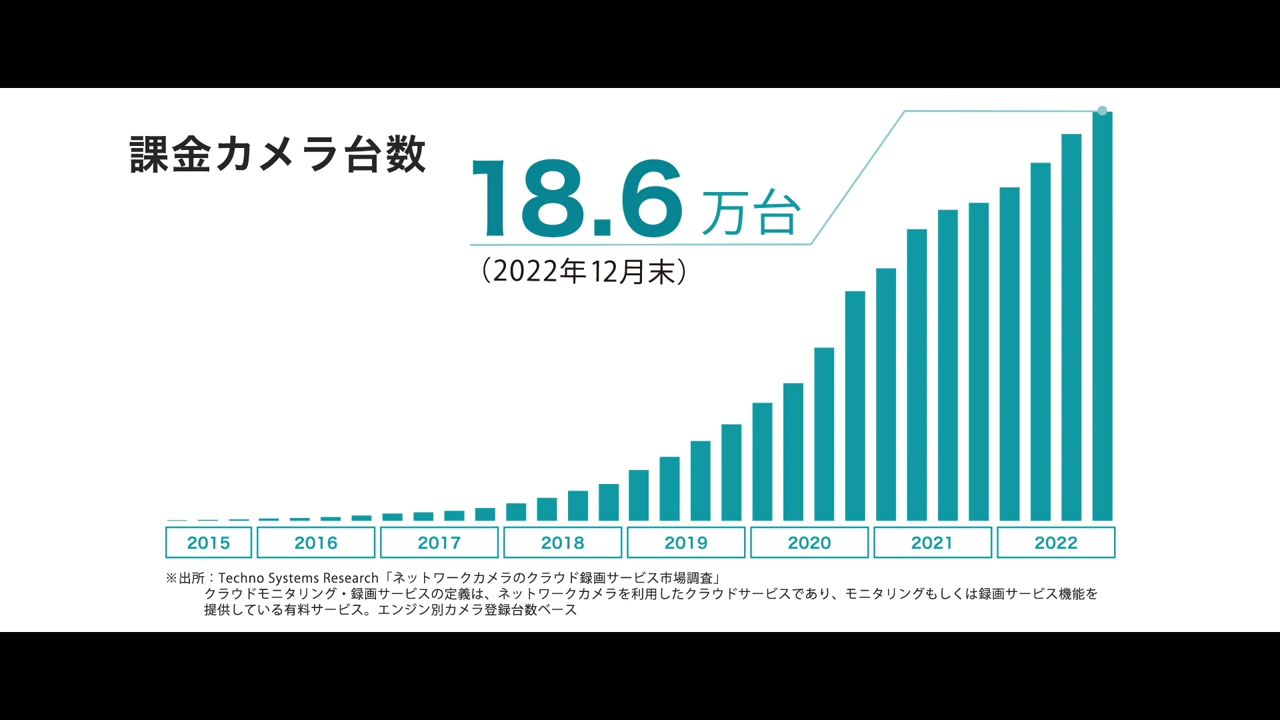 課金カメラ台数
18.6万台
（2022年12月末）
2015 2016 2017 2018 2019 2020 2021 2022
※出所：Techno Systems Research「ネットワークカメラのクラウド録画サービス市場調査」
クラウドモニタリング・録画サービスの定義は、ネットワークカメラを利用したクラウドサービスであり、モニタリングもしくは録画サービス機能を
提供している有料サービス。エンジン別カメラ登録台数ベース